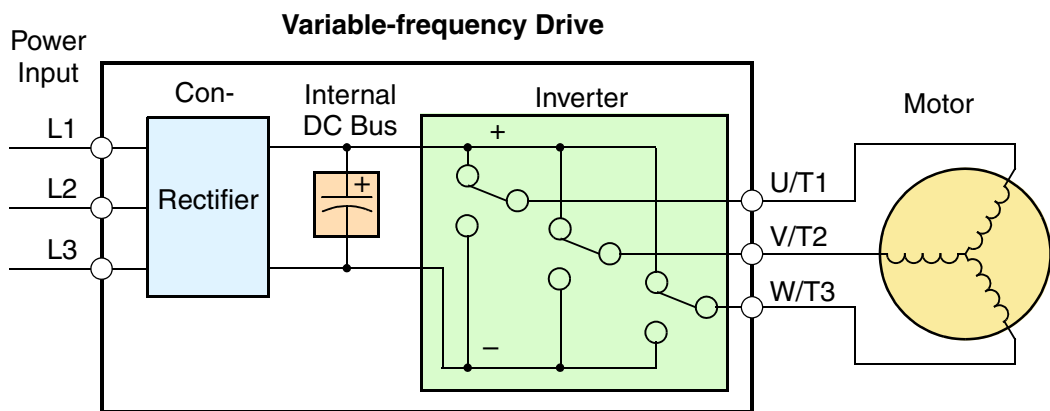 Variable-frequency Drive
Power
Input
Con-
Internal
DC Bus
Inverter
Motor
L1
L2
L3
Rectifier
+
+
–
U/T1
V/T2
W/T3